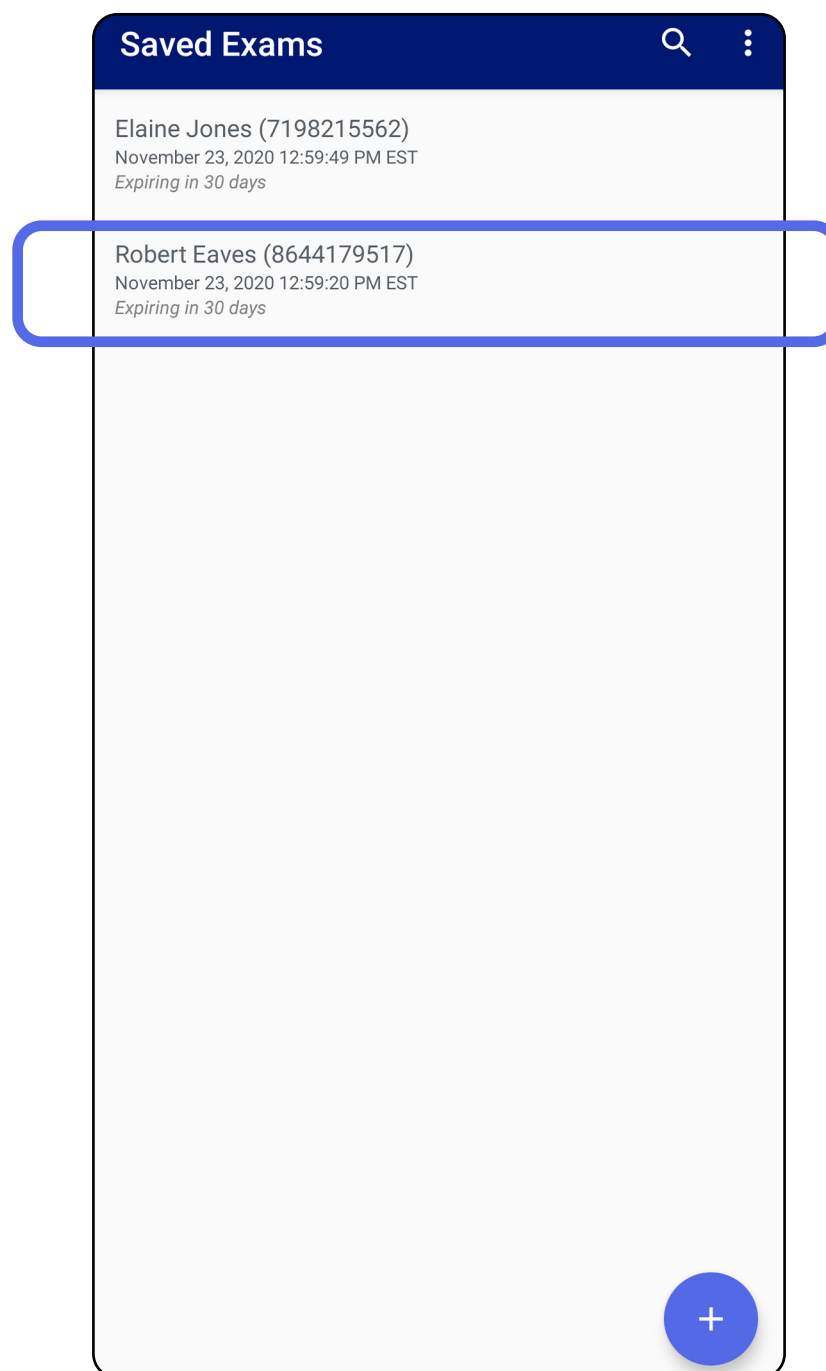 Saved Exams
Elaine Jones (7198215562)
November 23, 2020 12:59:49 PM EST
Expiring in 30 days
Robert Eaves (8644179517)
November 23, 2020 12:59:20 PM EST
Expiring in 30 days